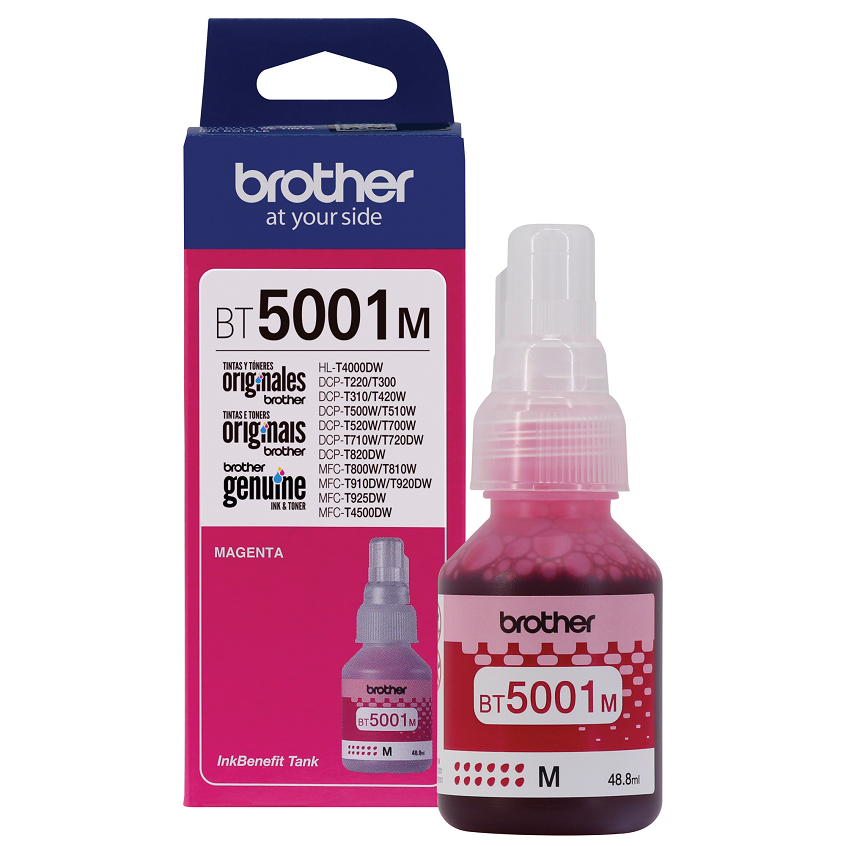 brother
at your side
BT5001M
TINTAS Y TÓNERES
originales
brother
TINTAS E TONERS
originais
brother
brother
genuine
INK & TONER
HL-T4000DW
DCP-T220/T300
DCP-T310/T420W
DCP-T500W/T510W
DCP-T520W/T700W
DCP-T710W/T720DW
DCP-T820DW
MFC-T800W/T810W
MFC-T910DW/T920DW
MFC-T925DW
MFC-T4500DW
MAGENTA
brother
BT5001M
M
48.8ml
InkBenefit Tank
brother
BT5001M
M
48.8ml